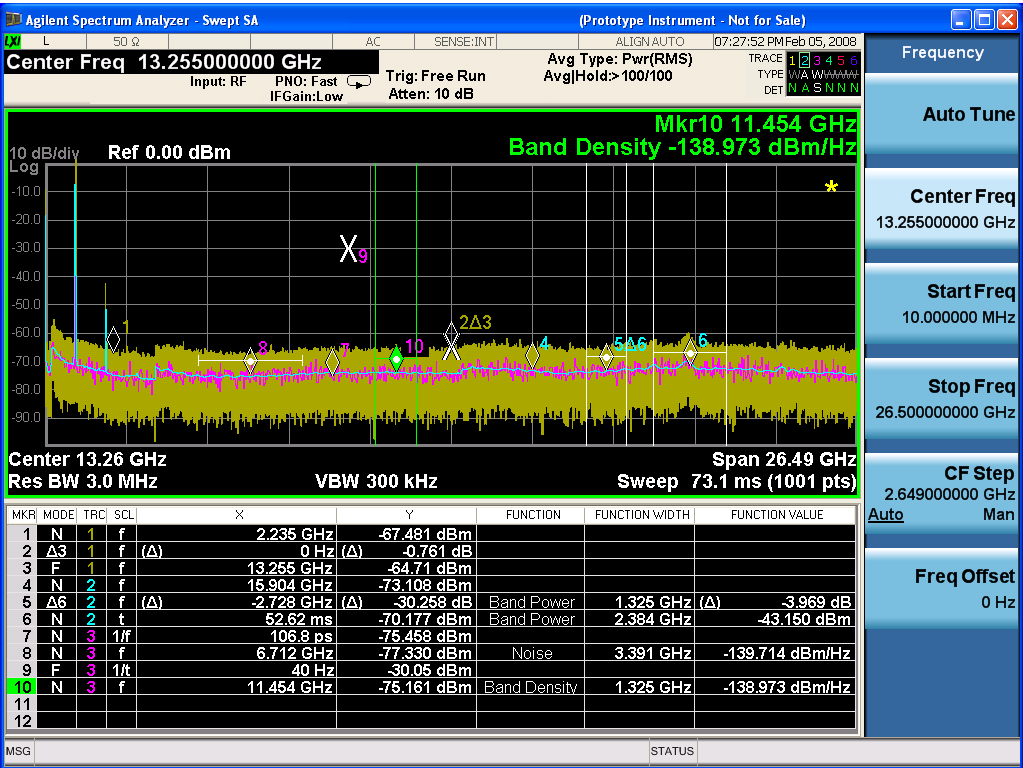 Agilent Spectrum Analyzer - Swept SA (Prototype Instrument - Not for Sale)
LXI L 50 Ω AC SENSE:INT ALIGN AUTO 07:27:52 PM Feb 05, 2008
Center Freq 13.255000000 GHz
Input: RF PNO: Fast IFGain:Low
Trig: Free Run
Atten: 10 dB
Avg Type: Pwr(RMS)
Avg|Hold:>100/100
TRACE 1 2 3 4 5 6
TYPE W A W W W W
DET N A S N N N
Mkr10 11.454 GHz
Band Density -138.973 dBm/Hz
10 dB/div Ref 0.00 dBm
Log
-10.0
-20.0
-30.0
-40.0
-50.0
-60.0
-70.0
-80.0
-90.0
1
8
7
9
10
2Δ3
4
5Δ6
6
Center 13.26 GHz Span 26.49 GHz
Res BW 3.0 MHz VBW 300 kHz Sweep 73.1 ms (1001 pts)
MKR MODE TRC SCL X Y FUNCTION FUNCTION WIDTH FUNCTION VALUE
1 N 1 f 2.235 GHz -67.481 dBm
2 Δ3 1 f (Δ) 0 Hz (Δ) -0.761 dB
3 F 1 f 13.255 GHz -64.71 dBm
4 N 2 f 15.904 GHz -73.108 dBm
5 Δ6 2 f (Δ) -2.728 GHz (Δ) -30.258 dB Band Power 1.325 GHz (Δ) -3.969 dB
6 N 2 t 52.62 ms -70.177 dBm Band Power 2.384 GHz -43.150 dBm
7 N 3 1/f 106.8 ps -75.458 dBm
8 N 3 f 6.712 GHz -77.330 dBm Noise 3.391 GHz -139.714 dBm/Hz
9 F 3 1/t 40 Hz -30.05 dBm
10 N 3 f 11.454 GHz -75.161 dBm Band Density 1.325 GHz -138.973 dBm/Hz
11
12
MSG STATUS
Frequency
Auto Tune
Center Freq
13.255000000 GHz
Start Freq
10.000000 MHz
Stop Freq
26.500000000 GHz
CF Step
2.649000000 GHz
Auto Man
Freq Offset
0 Hz